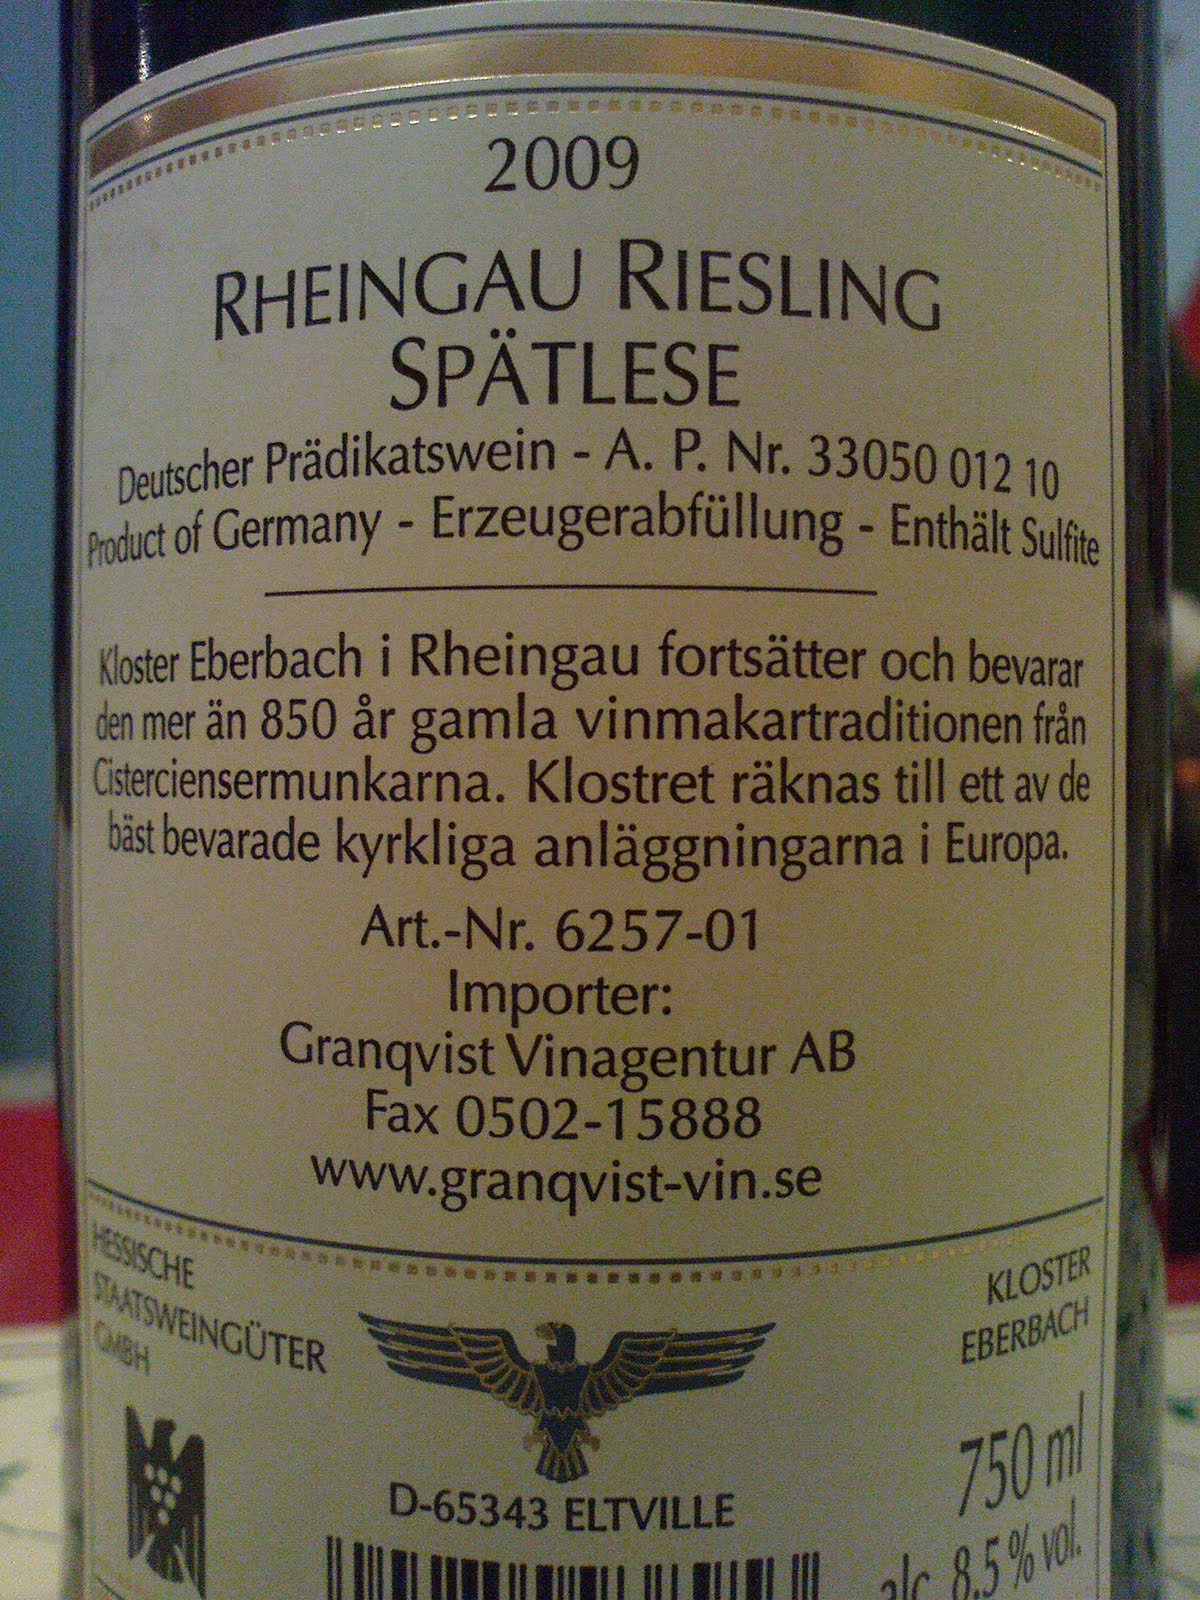 2009
RHEINGAU RIESLING
SPÄTLESE
Deutscher Prädikatswein - A. P. Nr. 33050 012 10
Product of Germany - Erzeugerabfüllung - Enthält Sulfite
Kloster Eberbach i Rheingau fortsätter och bevarar
den mer än 850 år gamla vinmakartraditionen från
Cisterciensermunkarna. Klostret räknas till ett av de
bäst bevarade kyrkliga anläggningarna i Europa.
Art.-Nr. 6257-01
Importer:
Granqvist Vinagentur AB
Fax 0502-15888
www.granqvist-vin.se
HESSISCHE
STAATSWEINGÜTER
GMBH
KLOSTER
EBERBACH
750 ml
D-65343 ELTVILLE
alc. 8,5 % vol.